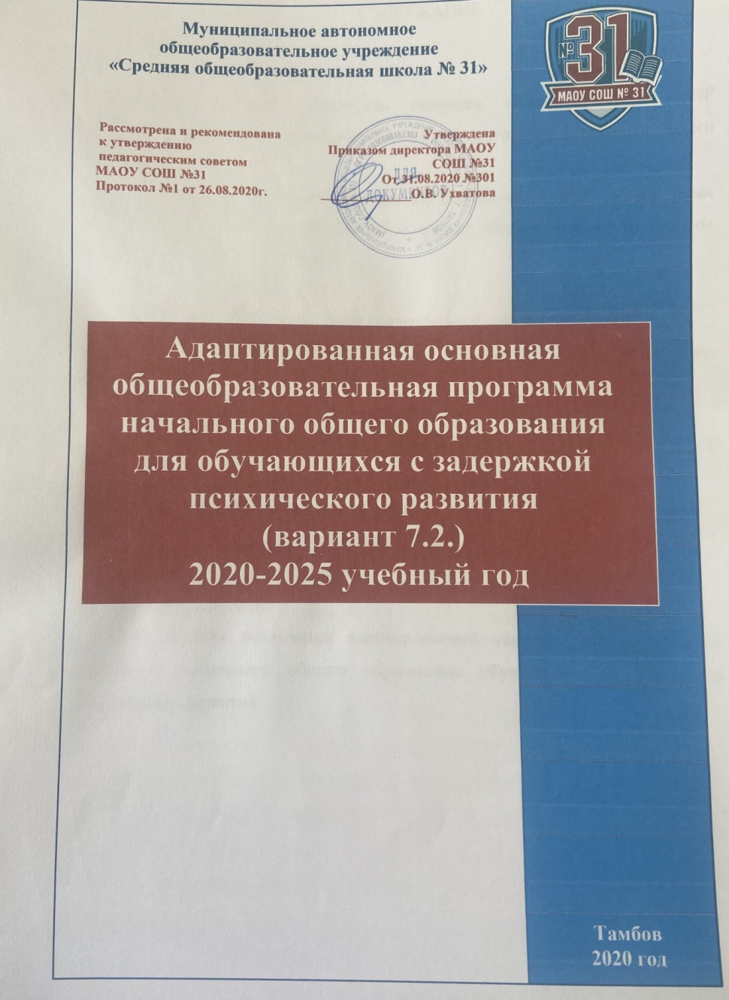 Муниципальное автономное
общеобразовательное учреждение
«Средняя общеобразовательная школа № 31»
№31
МАОУ СОШ № 31
Рассмотрена и рекомендована
к утверждению
педагогическим советом
МАОУ СОШ №31
Протокол №1 от 26.08.2020г.
Утверждена
Приказом директора МАОУ
СОШ №31
От 31.08.2020 №301
О.В. Ухватова
ДЛЯ
ДОКУМЕНТОВ
Адаптированная основная
общеобразовательная программа
начального общего образования
для обучающихся с задержкой
психического развития
(вариант 7.2.)
2020-2025 учебный год
Тамбов
2020 год